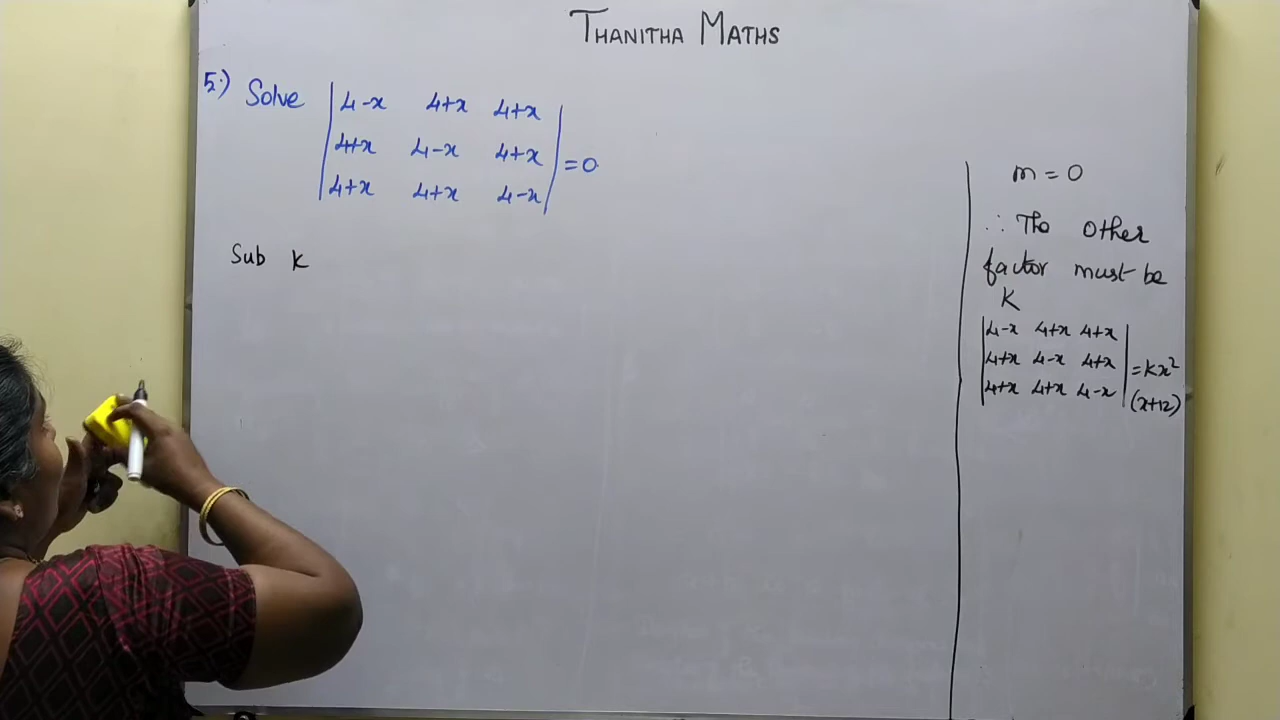 THANITHA MATHS
5.) Solve | 4-x 4+x 4+x |
| 4+x 4-x 4+x | =0
| 4+x 4+x 4-x |
Sub K
m = 0
∴ The other
factor must be
K
| 4-x 4+x 4+x |
| 4+x 4-x 4+x | = Kx²
| 4+x 4+x 4-x | (x+12)